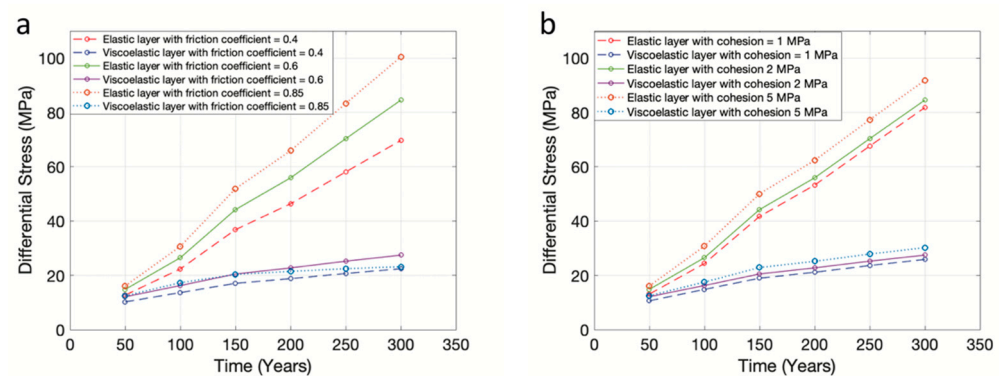 a
Elastic layer with friction coefficient = 0.4
Viscoelastic layer with friction coefficient = 0.4
Elastic layer with friction coefficient = 0.6
Viscoelastic layer with friction coefficient = 0.6
Elastic layer with friction coefficient = 0.85
Viscoelastic layer with friction coefficient = 0.85
Differential Stress (MPa)
100
80
60
40
20
0
0 50 100 150 200 250 300 350
Time (Years)
b
Elastic layer with cohesion = 1 MPa
Viscoelastic layer with cohesion = 1 MPa
Elastic layer with cohesion 2 MPa
Viscoelastic layer with cohesion 2 MPa
Elastic layer with cohesion 5 MPa
Viscoelastic layer with cohesion 5 MPa
Differential Stress (MPa)
100
80
60
40
20
0
0 50 100 150 200 250 300 350
Time (Years)